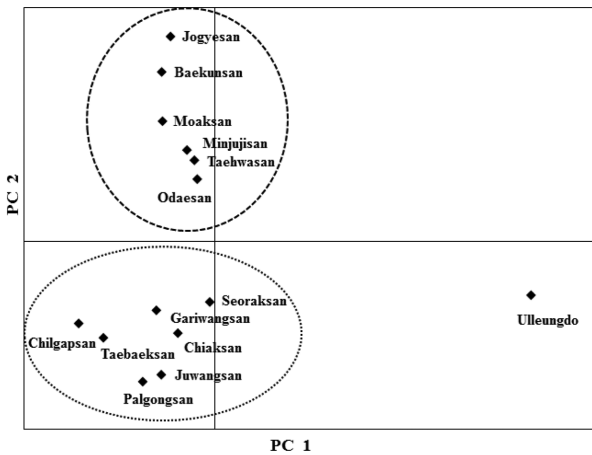 Jogyesan
Baekunsan
Moaksan
Minjujisan
Taehwasan
Odaesan
PC 2
Seoraksan
Gariwangsan
Ulleungdo
Chilgapsan
Chiaksan
Taebaeksan
Juwangsan
Palgongsan
PC 1